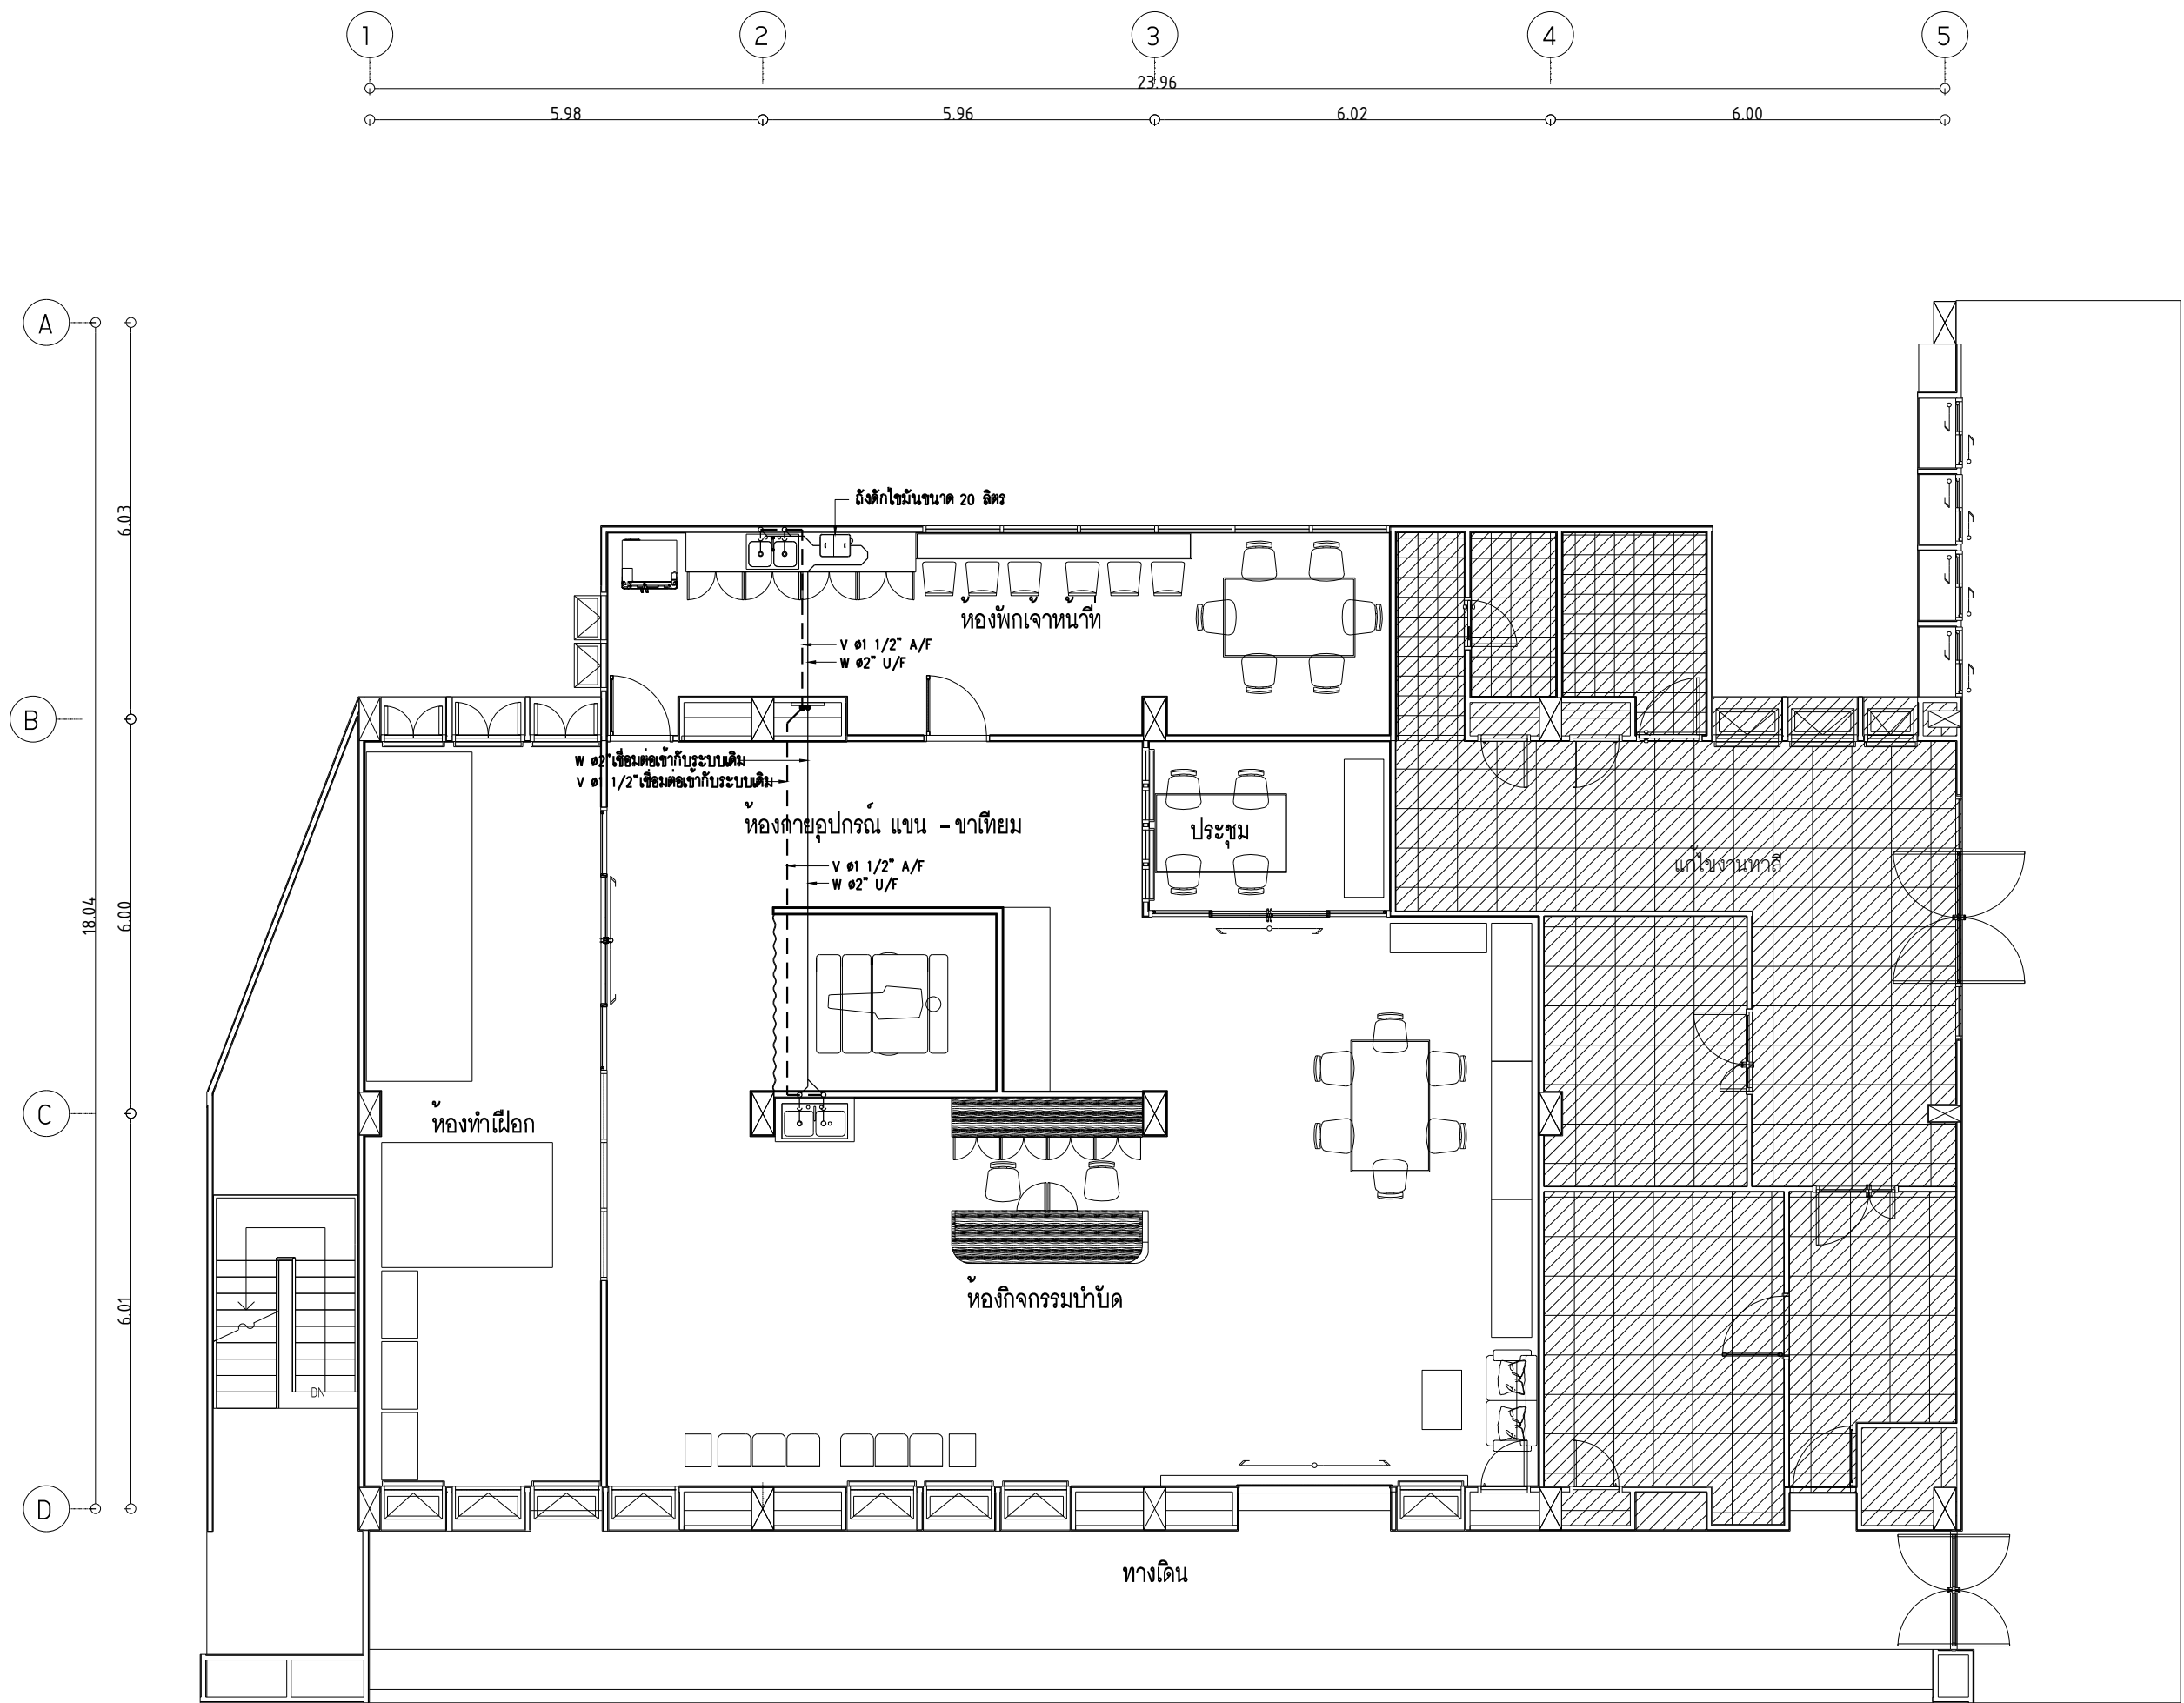 1 2 3 4 5
23.96
5.98 5.96 6.02 6.00
A
ถังดักไขมันขนาด 20 ลิตร
6.03
ห้องพักเจ้าหน้าที่
V ø1 1/2" A/F
W ø2" U/F
B
W ø2"เชื่อมต่อเข้ากับระบบเดิม
V ø1 1/2"เชื่อมต่อเข้ากับระบบเดิม
ห้องกายอุปกรณ์ แขน -ขาเทียม
ประชุม
แก้ไขงานทาสี
V ø1 1/2" A/F
W ø2" U/F
18.04
6.00
C
ห้องทำเฝือก
ห้องกิจกรรมบำบัด
6.01
DN
D
ทางเดิน